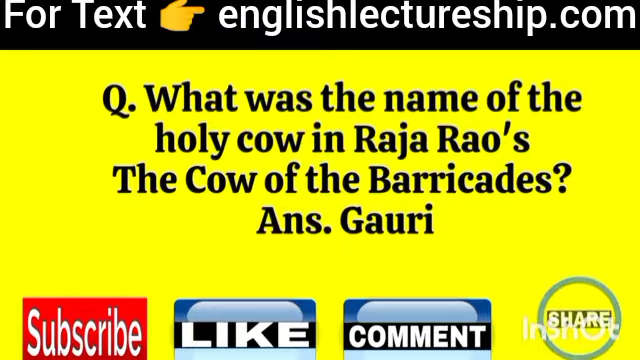 For Text 👉 englishlectureship.com
Q. What was the name of the
holy cow in Raja Rao's
The Cow of the Barricades?
Ans. Gauri
Subscribe
LIKE
COMMENT
SHARE
InShOt